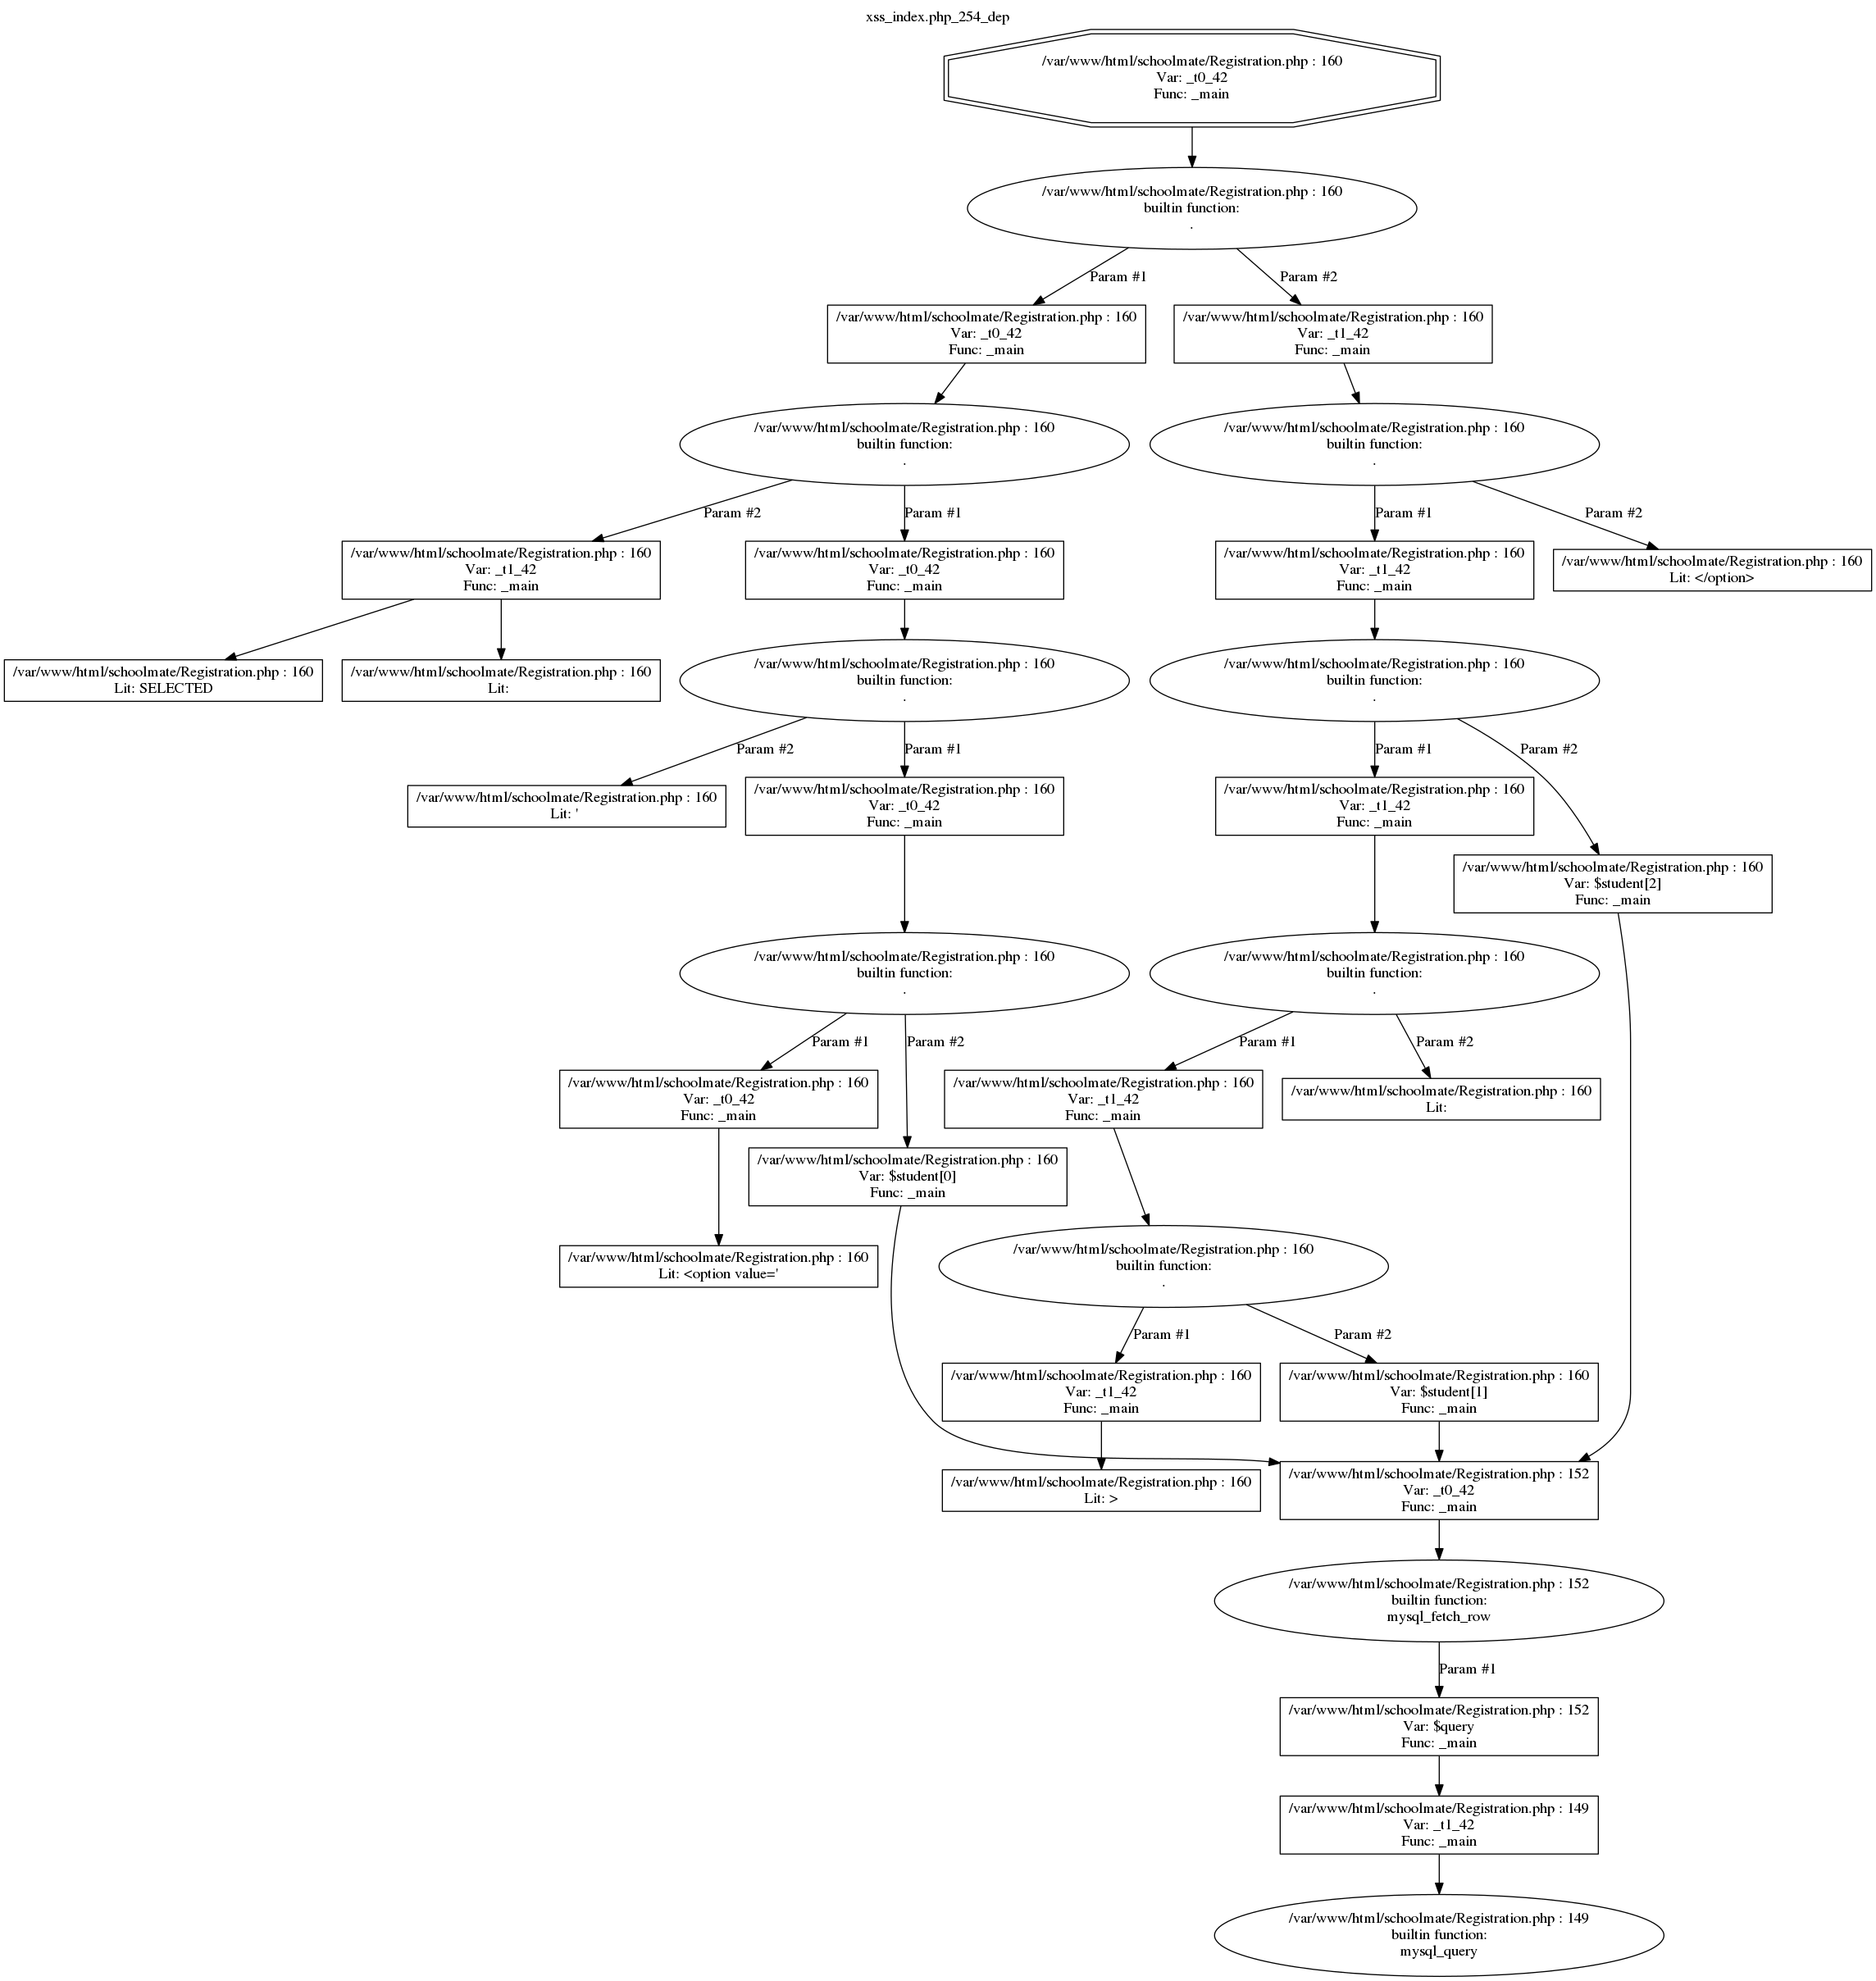 xss_index.php_254_dep
/var/www/html/schoolmate/Registration.php : 160
Var: _t0_42
Func: _main
/var/www/html/schoolmate/Registration.php : 160
builtin function:
.
Param #1
Param #2
/var/www/html/schoolmate/Registration.php : 160
Var: _t0_42
Func: _main
/var/www/html/schoolmate/Registration.php : 160
Var: _t1_42
Func: _main
/var/www/html/schoolmate/Registration.php : 160
builtin function:
.
/var/www/html/schoolmate/Registration.php : 160
builtin function:
.
Param #2
Param #1
Param #1
Param #2
/var/www/html/schoolmate/Registration.php : 160
Var: _t1_42
Func: _main
/var/www/html/schoolmate/Registration.php : 160
Var: _t0_42
Func: _main
/var/www/html/schoolmate/Registration.php : 160
Var: _t1_42
Func: _main
/var/www/html/schoolmate/Registration.php : 160
Lit: </option>
/var/www/html/schoolmate/Registration.php : 160
Lit: SELECTED
/var/www/html/schoolmate/Registration.php : 160
Lit:
/var/www/html/schoolmate/Registration.php : 160
builtin function:
.
/var/www/html/schoolmate/Registration.php : 160
builtin function:
.
Param #2
Param #1
Param #1
Param #2
/var/www/html/schoolmate/Registration.php : 160
Lit: '
/var/www/html/schoolmate/Registration.php : 160
Var: _t0_42
Func: _main
/var/www/html/schoolmate/Registration.php : 160
Var: _t1_42
Func: _main
/var/www/html/schoolmate/Registration.php : 160
Var: $student[2]
Func: _main
/var/www/html/schoolmate/Registration.php : 160
builtin function:
.
/var/www/html/schoolmate/Registration.php : 160
builtin function:
.
Param #1
Param #2
Param #1
Param #2
/var/www/html/schoolmate/Registration.php : 160
Var: _t0_42
Func: _main
/var/www/html/schoolmate/Registration.php : 160
Var: _t1_42
Func: _main
/var/www/html/schoolmate/Registration.php : 160
Lit:
/var/www/html/schoolmate/Registration.php : 160
Var: $student[0]
Func: _main
/var/www/html/schoolmate/Registration.php : 160
Lit: <option value='
/var/www/html/schoolmate/Registration.php : 160
builtin function:
.
Param #1
Param #2
/var/www/html/schoolmate/Registration.php : 160
Var: _t1_42
Func: _main
/var/www/html/schoolmate/Registration.php : 160
Var: $student[1]
Func: _main
/var/www/html/schoolmate/Registration.php : 160
Lit: >
/var/www/html/schoolmate/Registration.php : 152
Var: _t0_42
Func: _main
/var/www/html/schoolmate/Registration.php : 152
builtin function:
mysql_fetch_row
Param #1
/var/www/html/schoolmate/Registration.php : 152
Var: $query
Func: _main
/var/www/html/schoolmate/Registration.php : 149
Var: _t1_42
Func: _main
/var/www/html/schoolmate/Registration.php : 149
builtin function:
mysql_query